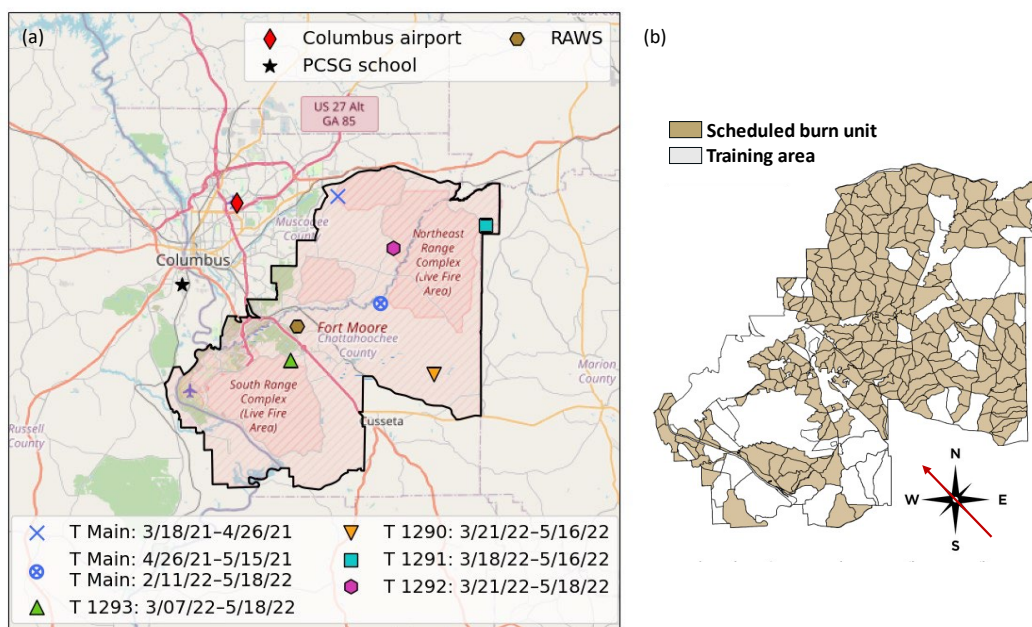 (a)
Columbus airport
RAWS
PCSG school
US 27 Alt
GA 85
Muscogee
County
Northeast
Range
Complex
(Live Fire
Area)
Columbus
Fort Moore
Chattahoochee
County
Marion
County
South Range
Complex
(Live Fire
Area)
Cusseta
Russell
County
T Main: 3/18/21–4/26/21
T Main: 4/26/21–5/15/21
T Main: 2/11/22–5/18/22
T 1293: 3/07/22–5/18/22
T 1290: 3/21/22–5/16/22
T 1291: 3/18/22–5/16/22
T 1292: 3/21/22–5/18/22
(b)
Scheduled burn unit
Training area
N
W
E
S